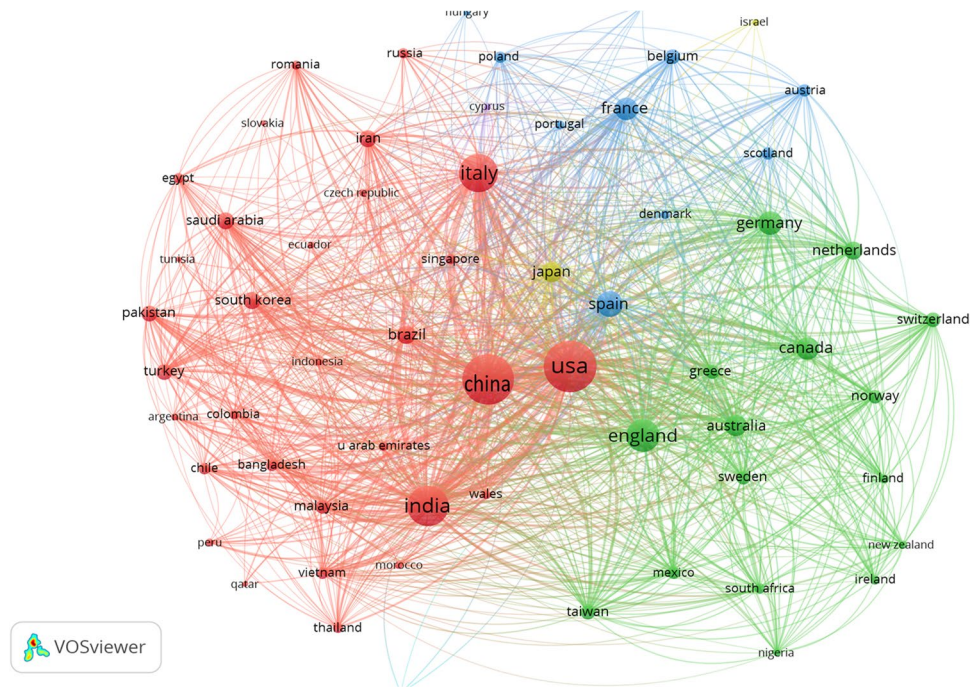 hungary
israel
russia
poland
belgium
romania
austria
cyprus
france
slovakia
portugal
iran
scotland
italy
egypt
czech republic
saudi arabia
denmark
germany
ecuador
netherlands
tunisia
singapore
japan
south korea
spain
pakistan
switzerland
brazil
canada
indonesia
usa
turkey
greece
china
norway
argentina
colombia
australia
england
u arab emirates
chile
bangladesh
sweden
finland
wales
malaysia
india
peru
new zealand
morocco
vietnam
mexico
ireland
qatar
south africa
taiwan
thailand
VOSviewer
nigeria